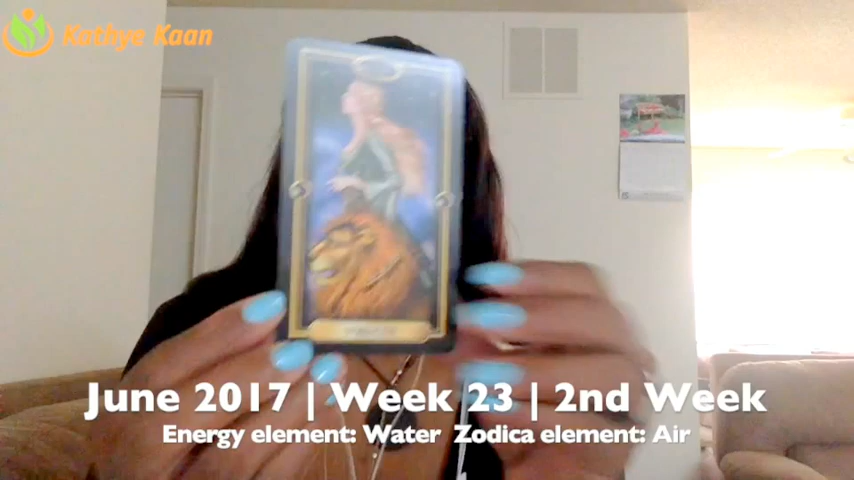 Kathye Kaan
June 2017 | Week 23 | 2nd Week
Energy element: Water  Zodica element: Air